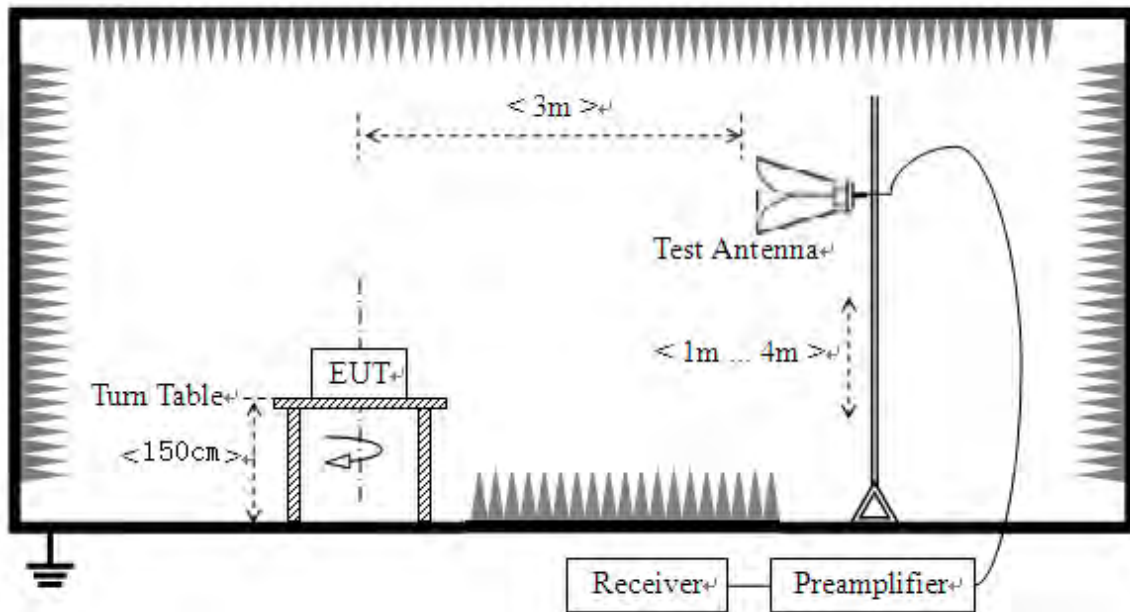 < 3m >↵
Test Antenna↵
< 1m ... 4m >↵
EUT↵
Turn Table↵
<150cm>↵
Receiver↵
Preamplifier↵